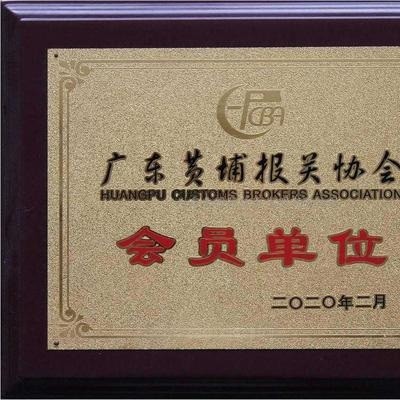 HPCBA
广东黄埔报关协会
HUANGPU CUSTOMS BROKERS ASSOCIATION
会员单位
二〇二〇年二月